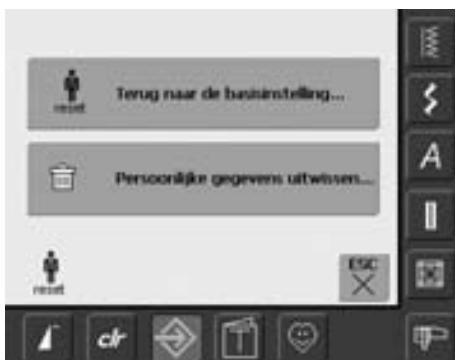 reset
Terug naar de basisinstelling...
Persoonlijke gegevens uitwissen...
A
reset
ESC
clr